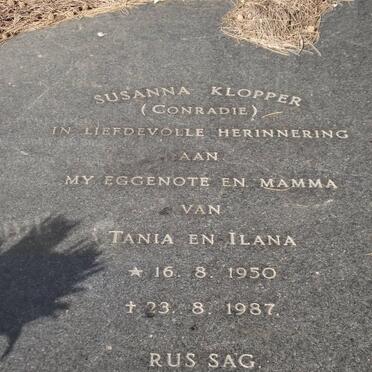 SUSANNA KLOPPER
(CONRADIE)
IN LIEFDEVOLLE HERINNERING
AAN
MY EGGENOTE EN MAMMA
VAN
TANIA EN ILANA
★ 16. 8. 1950
† 23. 8. 1987.
RUS SAG.